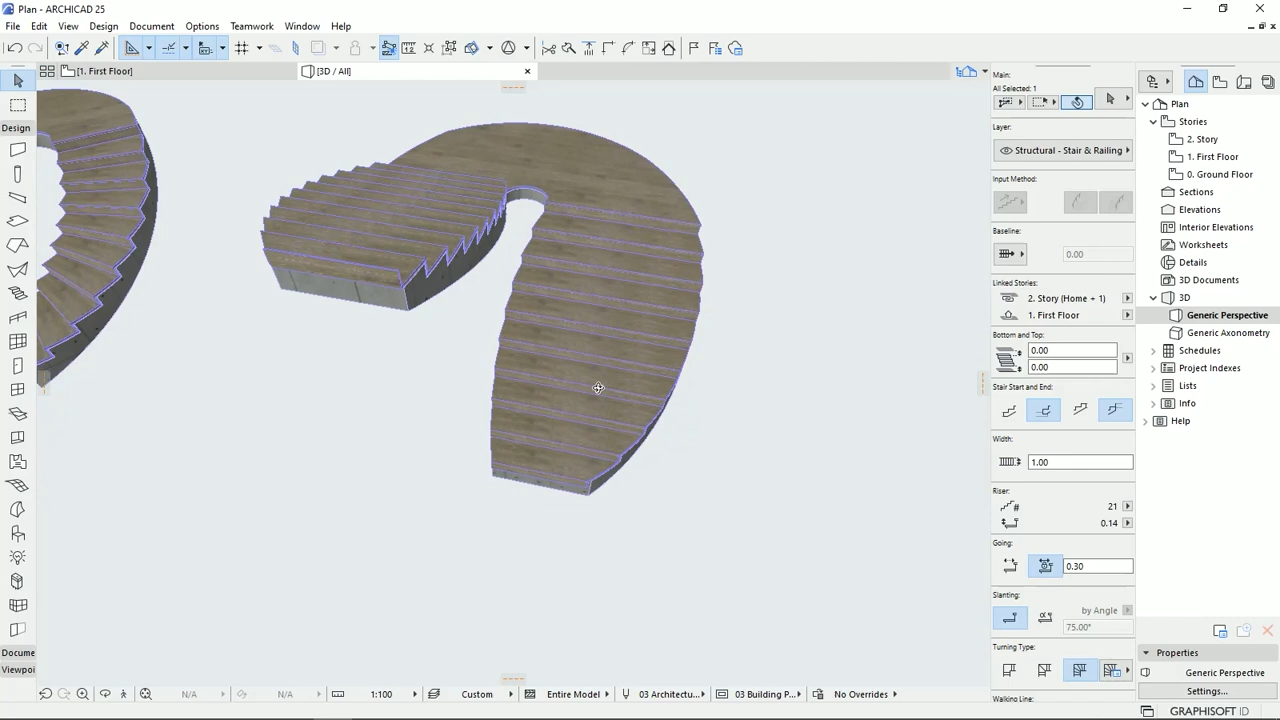 Plan - ARCHICAD 25
File Edit View Design Document Options Teamwork Window Help
[1. First Floor]
[3D / All]
Main:
All Selected: 1
Layer:
Structural - Stair & Railing
Input Method:
Baseline:
0.00
Linked Stories:
2. Story (Home + 1)
1. First Floor
Bottom and Top:
0.00
0.00
Stair Start and End:
Width:
1.00
Riser:
21
0.14
Going:
0.30
Slanting:
by Angle
75.00°
Turning Type:
Walking Line:
Design
Docume
Viewpoi
Plan
Stories
2. Story
1. First Floor
0. Ground Floor
Sections
Elevations
Interior Elevations
Worksheets
Details
3D Documents
3D
Generic Perspective
Generic Axonometry
Schedules
Project Indexes
Lists
Info
Help
Properties
Generic Perspective
Settings...
N/A N/A 1:100 Custom Entire Model 03 Architectu... 03 Building P... No Overrides
GRAPHISOFT ID